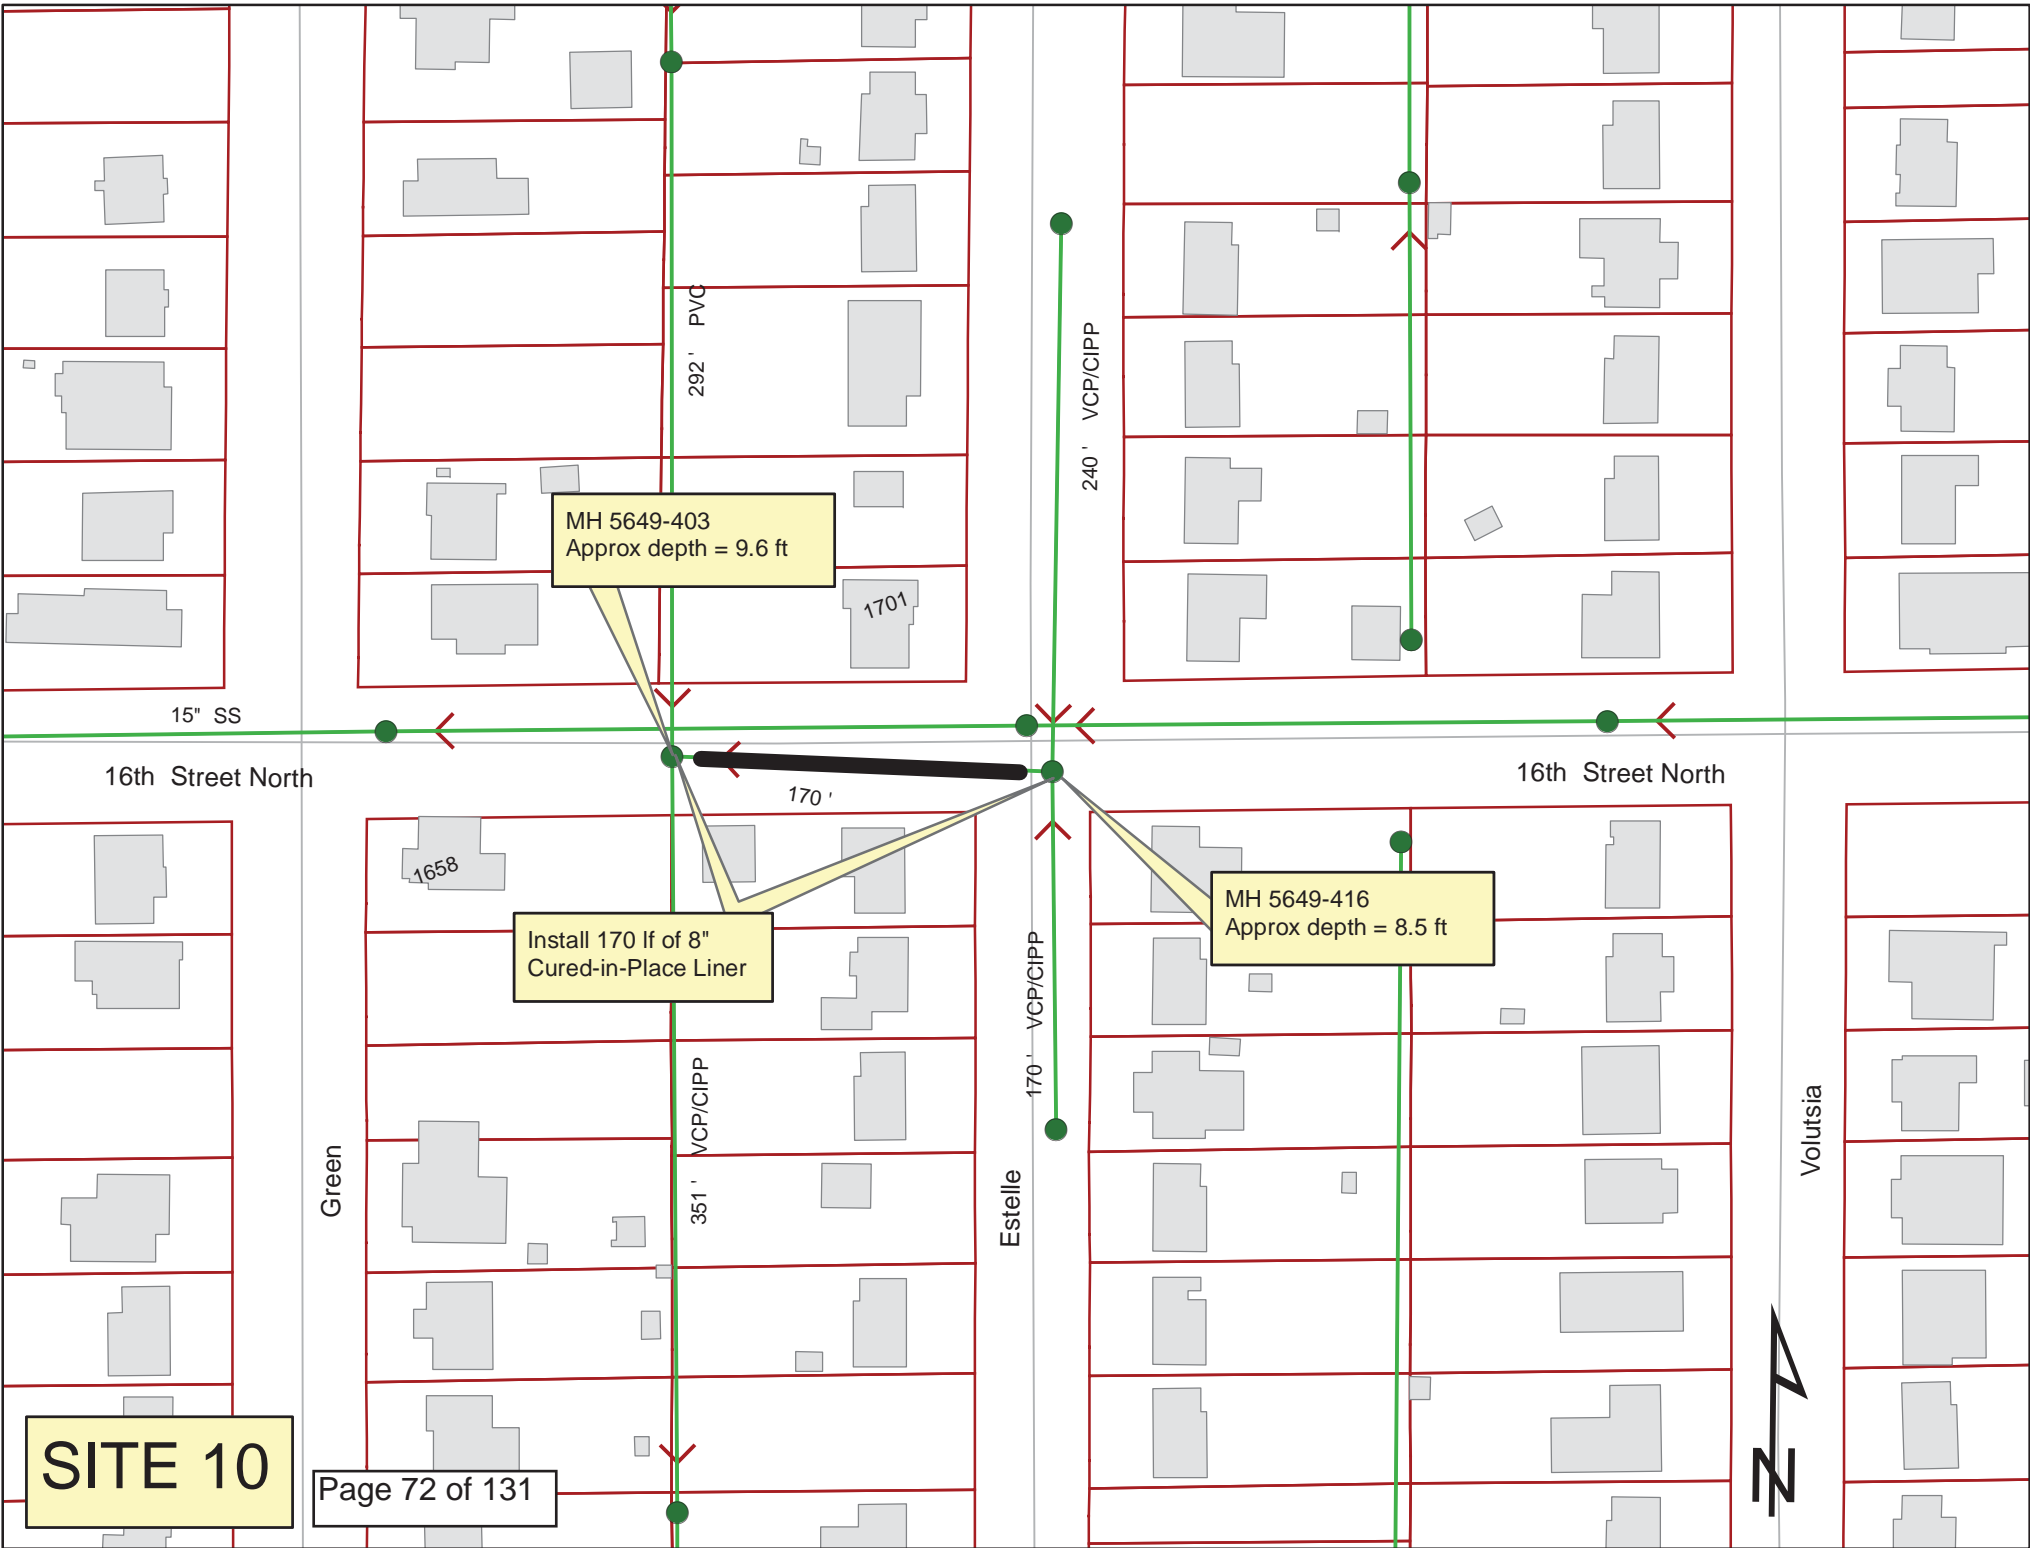 292 '  PVC
240 '  VCP/CIPP
MH 5649-403
Approx depth = 9.6 ft
1701
15" SS
16th Street North
170 '
16th Street North
1658
MH 5649-416
Approx depth = 8.5 ft
Install 170 lf of 8"
Cured-in-Place Liner
170 '  VCP/CIPP
351 '  VCP/CIPP
Green
Estelle
Volutsia
SITE 10
Page 72 of 131
N